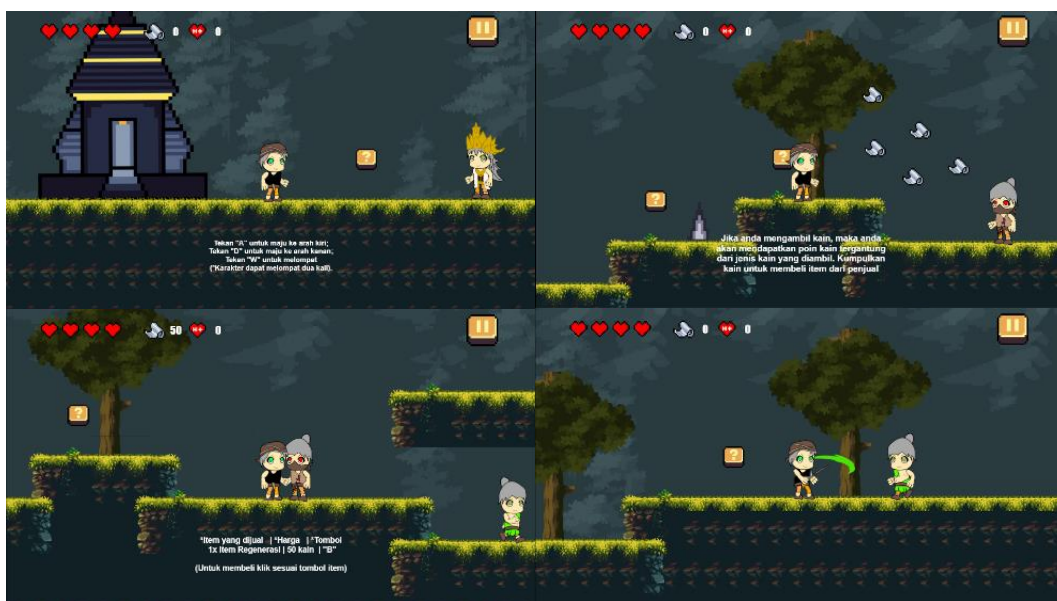 0 0
?
Tekan "A" untuk maju ke arah kiri;
Tekan "D" untuk maju ke arah kanan;
Tekan "W" untuk melompat
(*Karakter dapat melompat dua kali).
0 0
?
?
Jika anda mengambil kain, maka anda
akan mendapatkan poin kain tergantung
dari jenis kain yang diambil. Kumpulkan
kain untuk membeli item dari penjual
50 0
?
*Item yang dijual | *Harga | *Tombol
1x Item Regenerasi | 50 kain | "B"
(Untuk membeli klik sesuai tombol item)
0 0
?